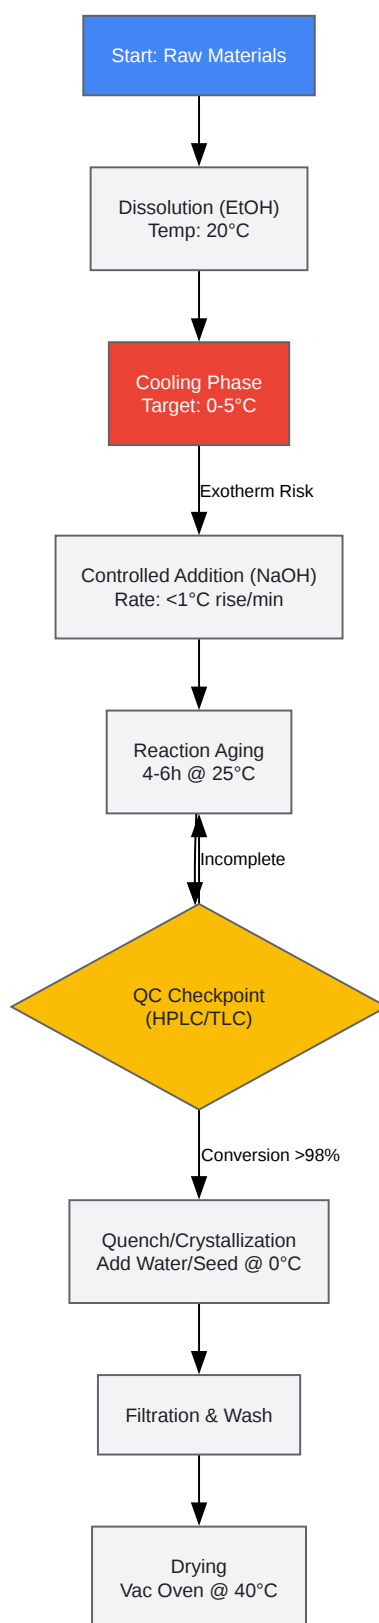 Start: Raw Materials
Dissolution (EtOH)
Temp: 20°C
Cooling Phase
Target: 0-5°C
Exotherm Risk
Controlled Addition (NaOH)
Rate: <1°C rise/min
Reaction Aging
4-6h @ 25°C
Incomplete
QC Checkpoint
(HPLC/TLC)
Conversion >98%
Quench/Crystallization
Add Water/Seed @ 0°C
Filtration & Wash
Drying
Vac Oven @ 40°C